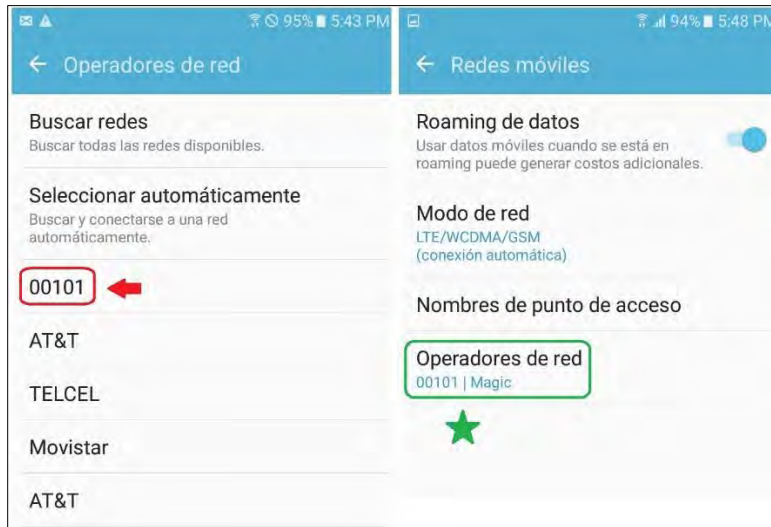 95% 5:43 PM
Operadores de red
Buscar redes
Buscar todas las redes disponibles.
Seleccionar automáticamente
Buscar y conectarse a una red
automáticamente.
00101
AT&T
TELCEL
Movistar
AT&T
94% 5:48 PM
Redes móviles
Roaming de datos
Usar datos móviles cuando se está en
roaming puede generar costos adicionales.
Modo de red
LTE/WCDMA/GSM
(conexión automática)
Nombres de punto de acceso
Operadores de red
00101 | Magic